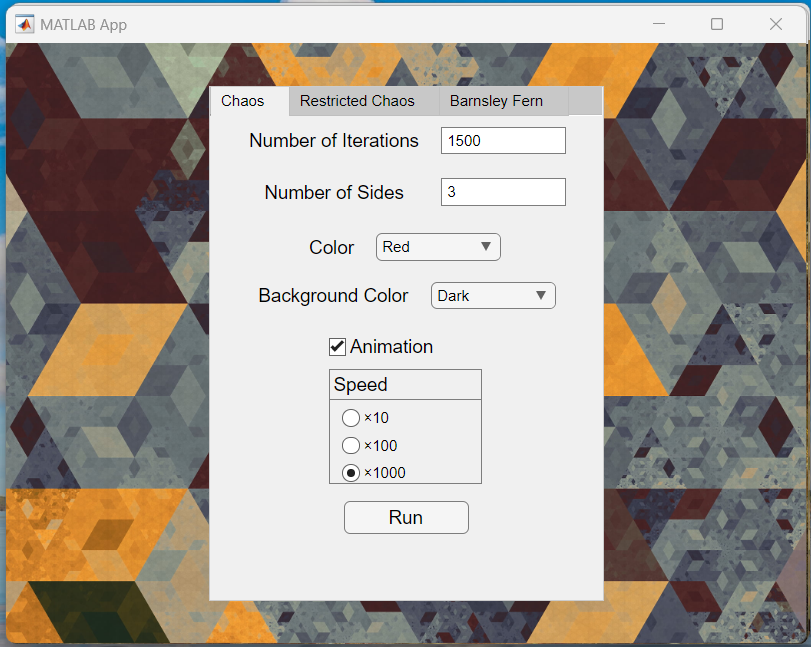 MATLAB App
Chaos Restricted Chaos Barnsley Fern
Number of Iterations 1500
Number of Sides 3
Color Red
Background Color Dark
Animation
Speed
×10
×100
×1000
Run